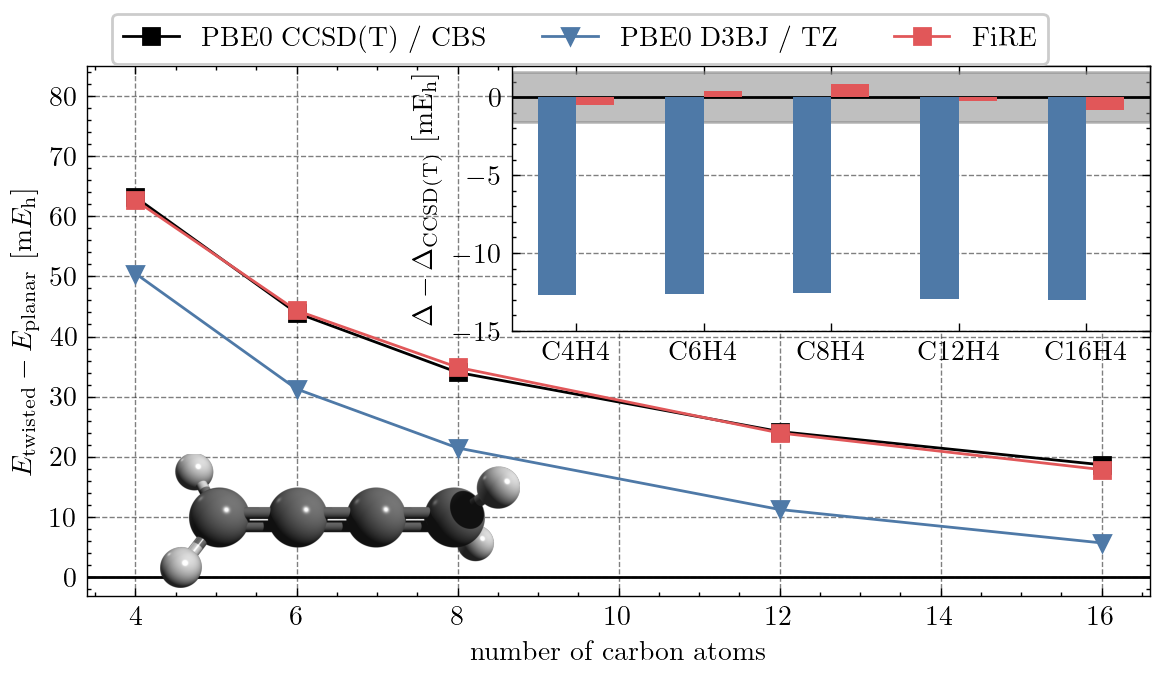 PBE0 CCSD(T) / CBS PBE0 D3BJ / TZ FiRE
E_twisted − E_planar [mE_h]
80
70
60
50
40
30
20
10
0
4 6 8 10 12 14 16
number of carbon atoms
Δ − Δ_CCSD(T) [mE_h]
0
−5
−10
−15
C4H4 C6H4 C8H4 C12H4 C16H4